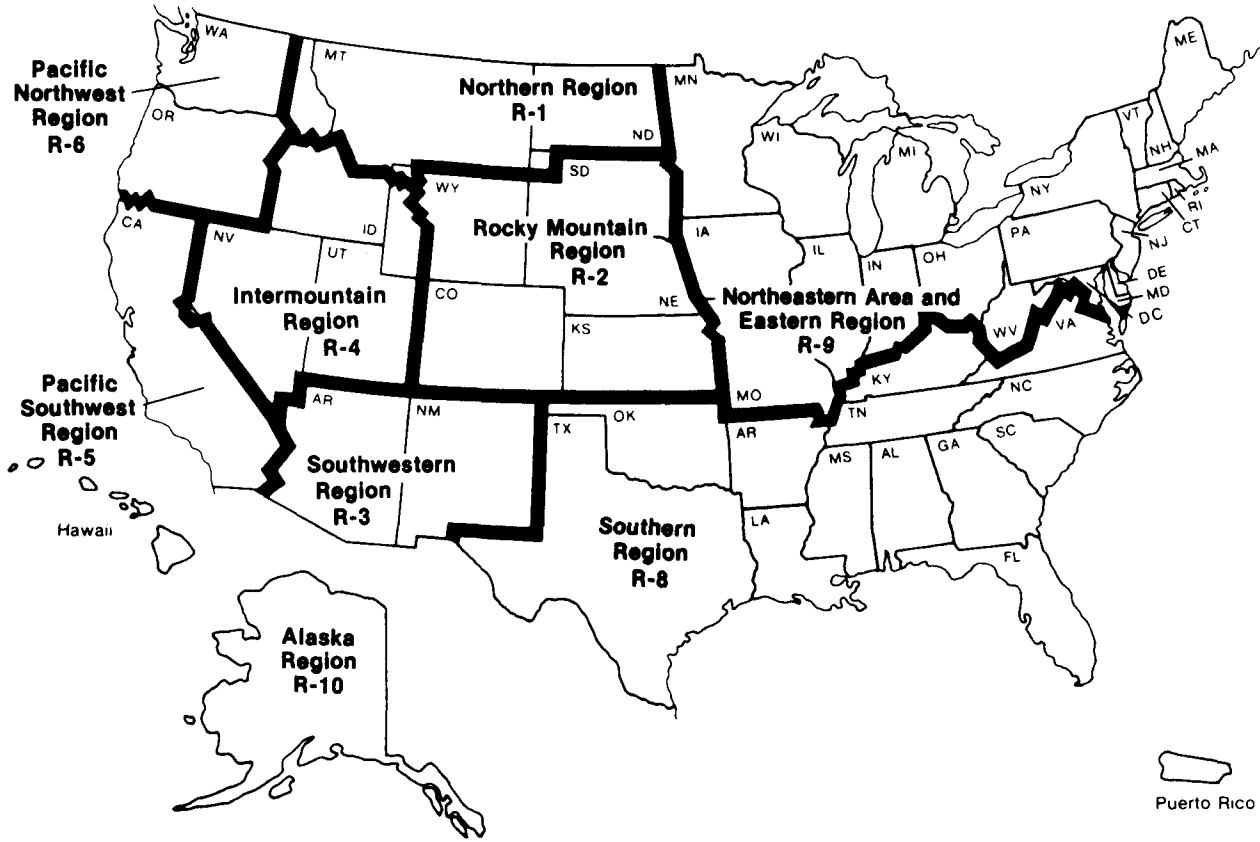 WA
MT
MN
ME
Pacific
Northwest
Region
R-6
OR
Northern Region
R-1
ND
WI
MI
VT
NH
MA
NY
RI
CT
SD
WY
ID
CA
NV
UT
Rocky Mountain
Region
R-2
IA
IL
IN
OH
PA
NJ
DE
MD
DC
NE
CO
KS
Intermountain
Region
R-4
Northeastern Area and
Eastern Region
R-9
WV
VA
KY
MO
Pacific
Southwest
Region
R-5
AR
NM
TX
OK
AR
TN
NC
SC
MS
AL
GA
Southwestern
Region
R-3
Hawaii
Southern
Region
R-8
LA
FL
Alaska
Region
R-10
Puerto Rico